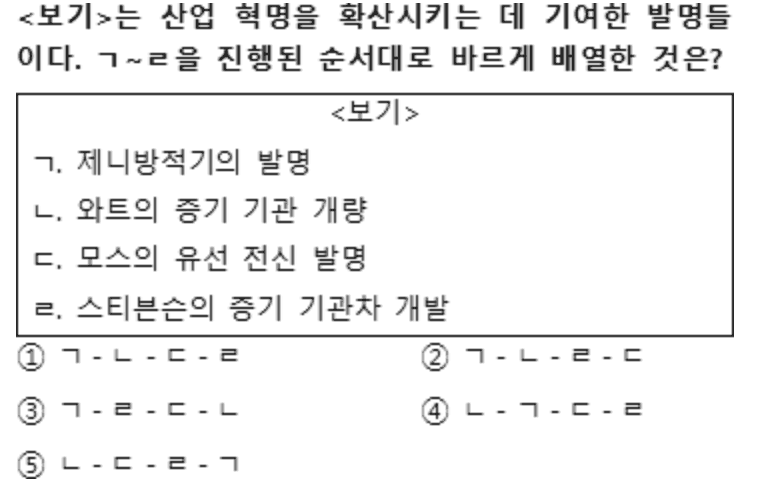 <보기>는 산업 혁명을 확산시키는 데 기여한 발명들
이다. ㄱ~ㄹ을 진행된 순서대로 바르게 배열한 것은?
<보기>
ㄱ. 제니방적기의 발명
ㄴ. 와트의 증기 기관 개량
ㄷ. 모스의 유선 전신 발명
ㄹ. 스티븐슨의 증기 기관차 개발
① ㄱ - ㄴ - ㄷ - ㄹ ② ㄱ - ㄴ - ㄹ - ㄷ
③ ㄱ - ㄹ - ㄷ - ㄴ ④ ㄴ - ㄱ - ㄷ - ㄹ
⑤ ㄴ - ㄷ - ㄹ - ㄱ